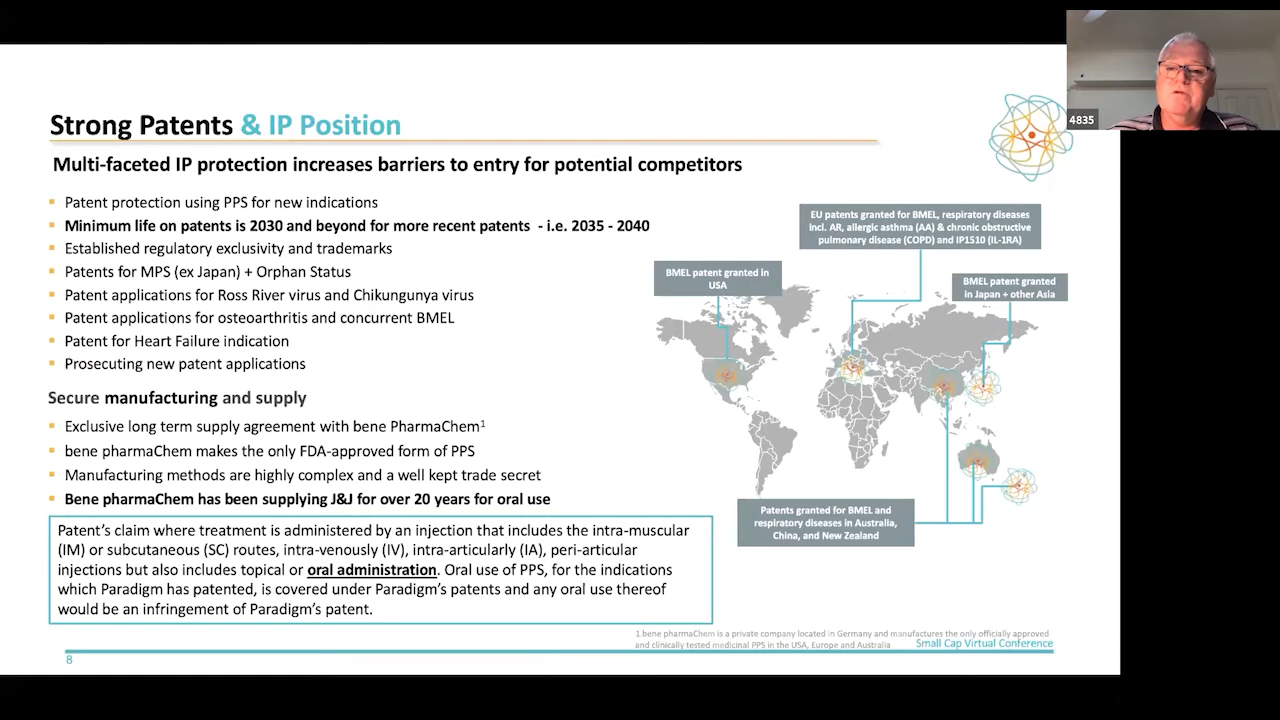 4835
Strong Patents & IP Position
Multi-faceted IP protection increases barriers to entry for potential competitors
▪ Patent protection using PPS for new indications
▪ Minimum life on patents is 2030 and beyond for more recent patents - i.e. 2035 - 2040
▪ Established regulatory exclusivity and trademarks
▪ Patents for MPS (ex Japan) + Orphan Status
▪ Patent applications for Ross River virus and Chikungunya virus
▪ Patent applications for osteoarthritis and concurrent BMEL
▪ Patent for Heart Failure indication
▪ Prosecuting new patent applications
Secure manufacturing and supply
▪ Exclusive long term supply agreement with bene PharmaChem1
▪ bene pharmaChem makes the only FDA-approved form of PPS
▪ Manufacturing methods are highly complex and a well kept trade secret
▪ Bene pharmaChem has been supplying J&J for over 20 years for oral use
Patent's claim where treatment is administered by an injection that includes the intra-muscular
(IM) or subcutaneous (SC) routes, intra-venously (IV), intra-articularly (IA), peri-articular
injections but also includes topical or oral administration. Oral use of PPS, for the indications
which Paradigm has patented, is covered under Paradigm's patents and any oral use thereof
would be an infringement of Paradigm's patent.
EU patents granted for BMEL, respiratory diseases
incl. AR, allergic asthma (AA) & chronic obstructive
pulmonary disease (COPD) and IP1510 (IL-1RA)
BMEL patent granted in
USA
BMEL patent granted
in Japan + other Asia
Patents granted for BMEL and
respiratory diseases in Australia,
China, and New Zealand
1.bene pharmaChem is a private company located in Germany and manufactures the only officially approved
and clinically tested medicinal PPS in the USA, Europe and Australia
Small Cap Virtual Conference
8